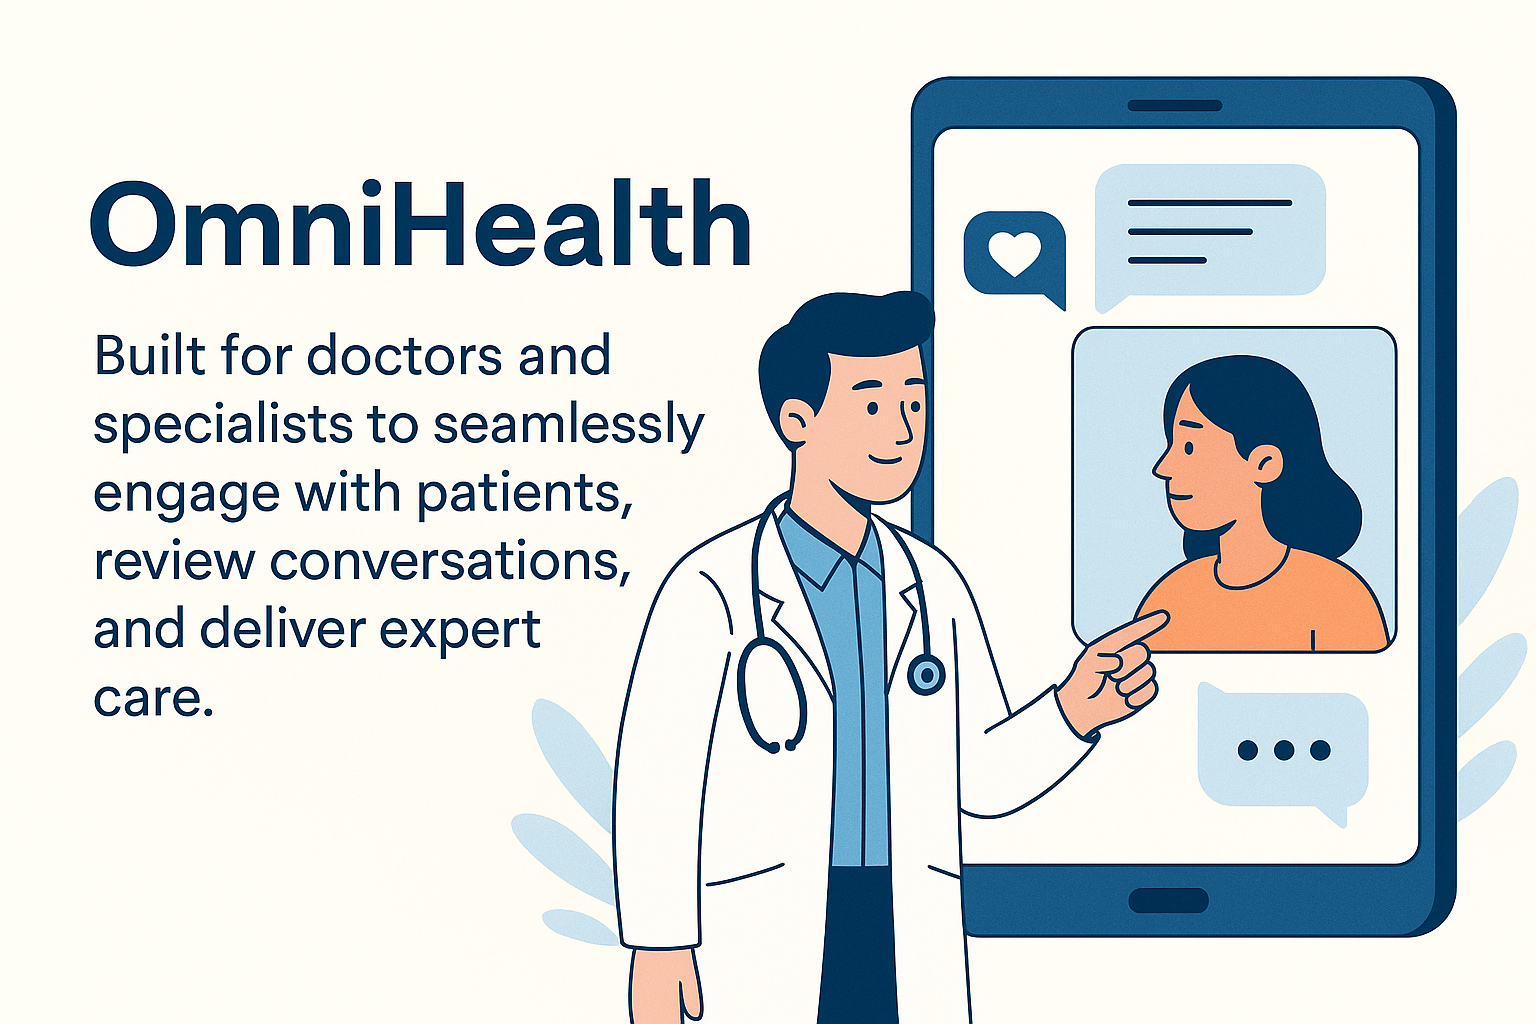 OmniHealth
Built for doctors and
specialists to seamlessly
engage with patients,
review conversations,
and deliver expert
care.